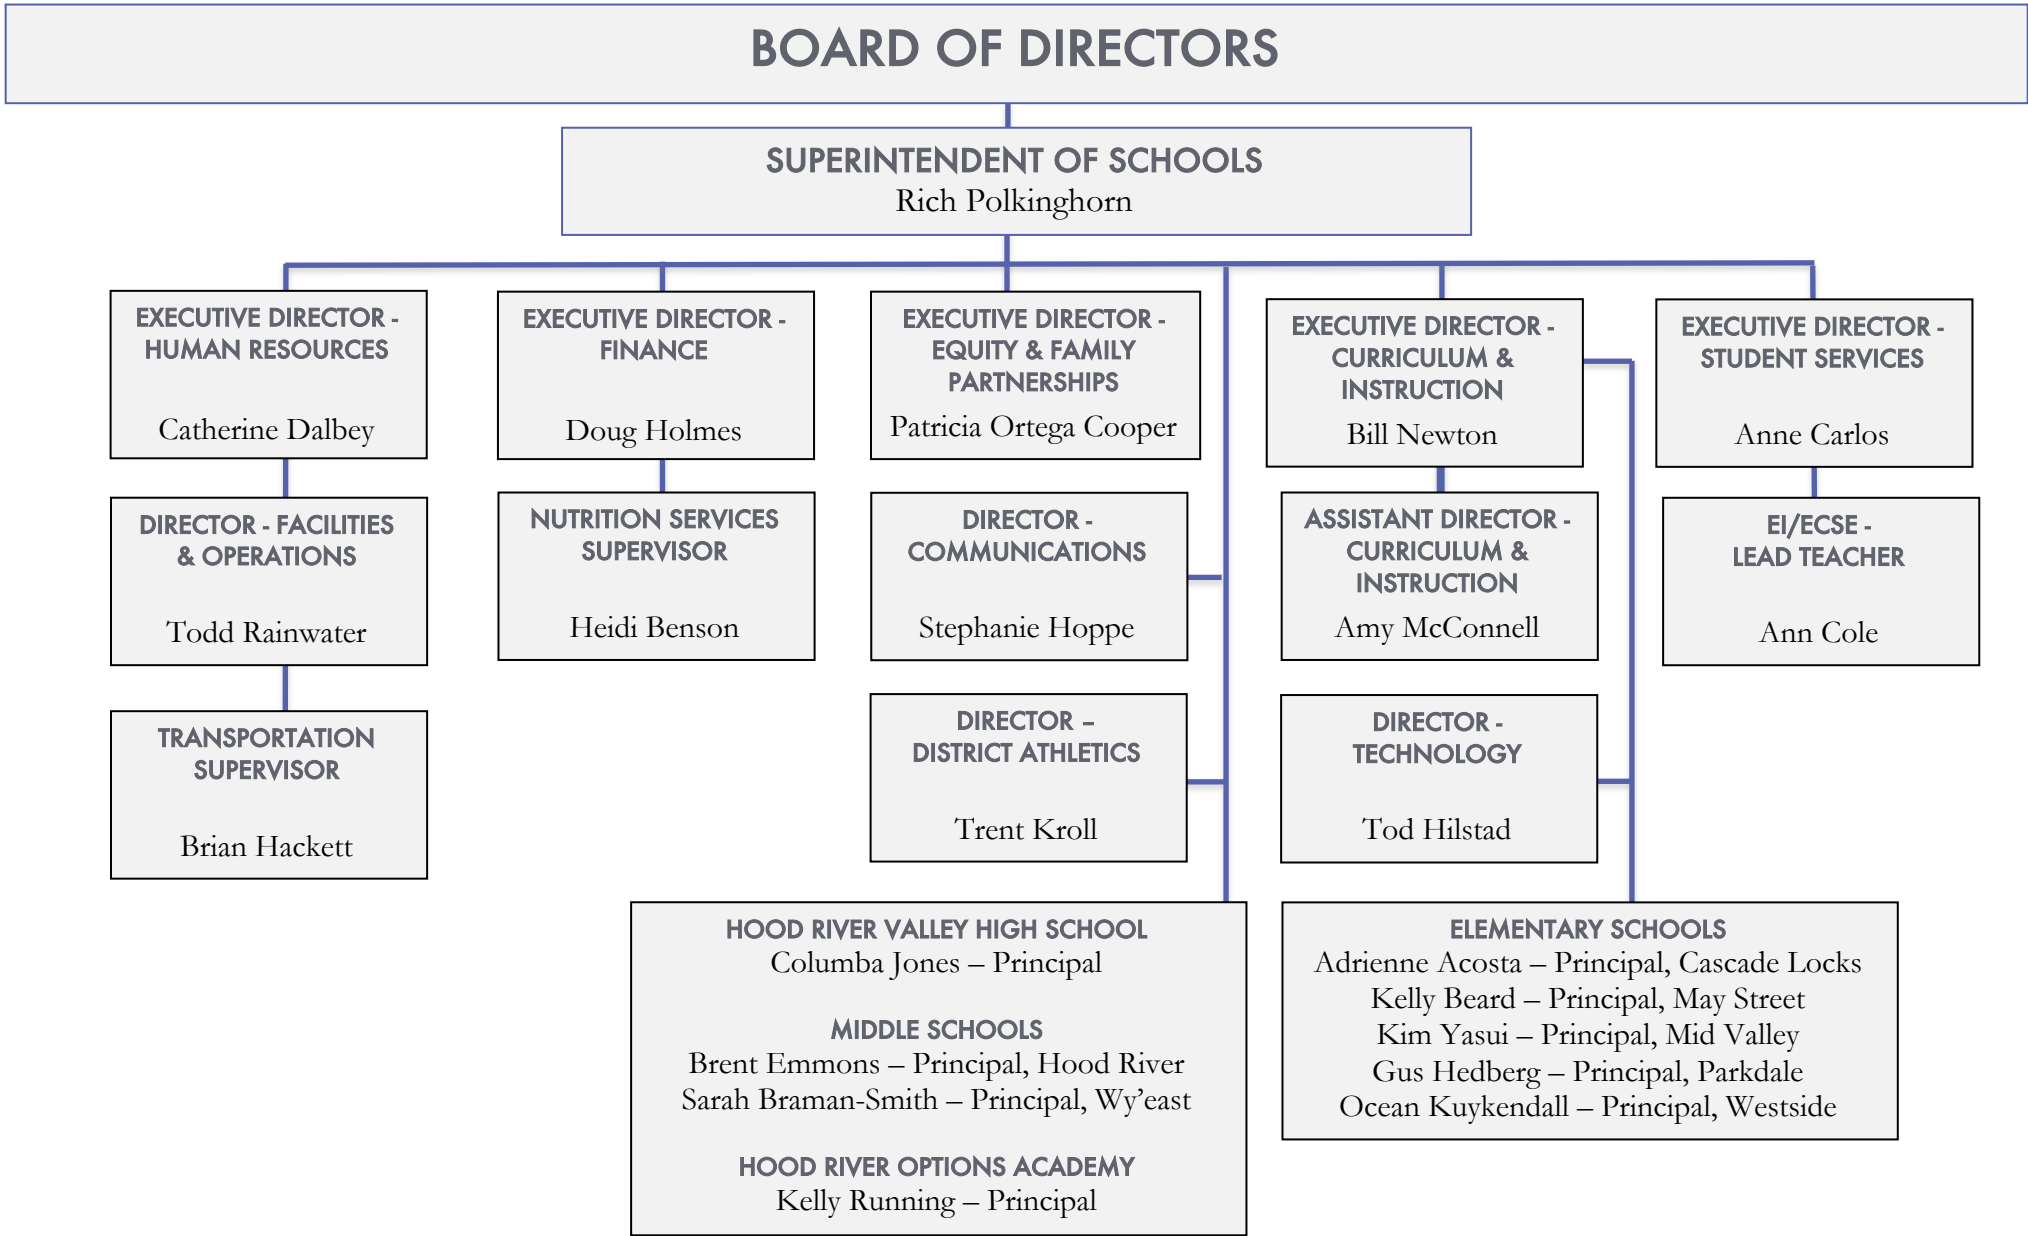 BOARD OF DIRECTORS
SUPERINTENDENT OF SCHOOLS
Rich Polkinghorn
EXECUTIVE DIRECTOR -
HUMAN RESOURCES
Catherine Dalbey
EXECUTIVE DIRECTOR -
FINANCE
Doug Holmes
EXECUTIVE DIRECTOR -
EQUITY & FAMILY
PARTNERSHIPS
Patricia Ortega Cooper
EXECUTIVE DIRECTOR -
CURRICULUM &
INSTRUCTION
Bill Newton
EXECUTIVE DIRECTOR -
STUDENT SERVICES
Anne Carlos
DIRECTOR - FACILITIES
& OPERATIONS
Todd Rainwater
NUTRITION SERVICES
SUPERVISOR
Heidi Benson
DIRECTOR -
COMMUNICATIONS
Stephanie Hoppe
ASSISTANT DIRECTOR -
CURRICULUM &
INSTRUCTION
Amy McConnell
EI/ECSE -
LEAD TEACHER
Ann Cole
TRANSPORTATION
SUPERVISOR
Brian Hackett
DIRECTOR –
DISTRICT ATHLETICS
Trent Kroll
DIRECTOR -
TECHNOLOGY
Tod Hilstad
HOOD RIVER VALLEY HIGH SCHOOL
Columba Jones – Principal
MIDDLE SCHOOLS
Brent Emmons – Principal, Hood River
Sarah Braman-Smith – Principal, Wy’east
HOOD RIVER OPTIONS ACADEMY
Kelly Running – Principal
ELEMENTARY SCHOOLS
Adrienne Acosta – Principal, Cascade Locks
Kelly Beard – Principal, May Street
Kim Yasui – Principal, Mid Valley
Gus Hedberg – Principal, Parkdale
Ocean Kuykendall – Principal, Westside